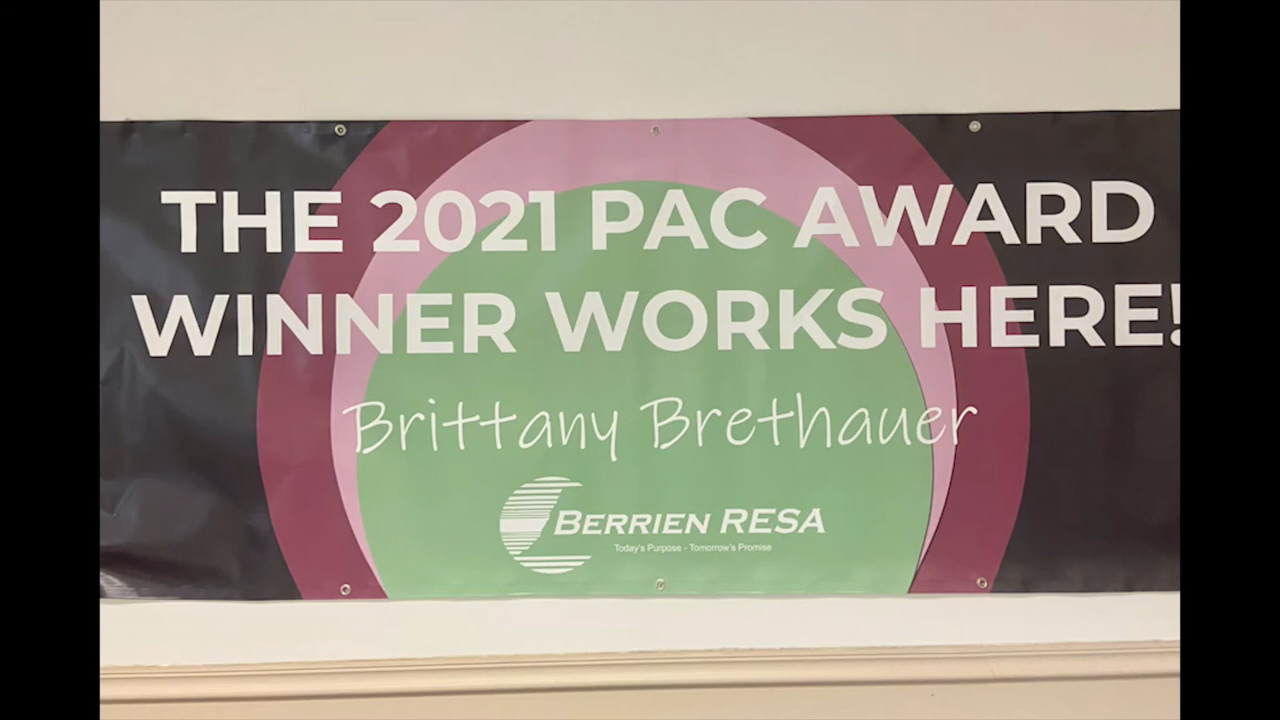 THE 2021 PAC AWARD
WINNER WORKS HERE!
Brittany Brethauer
BERRIEN RESA
Today's Purpose - Tomorrow's Promise